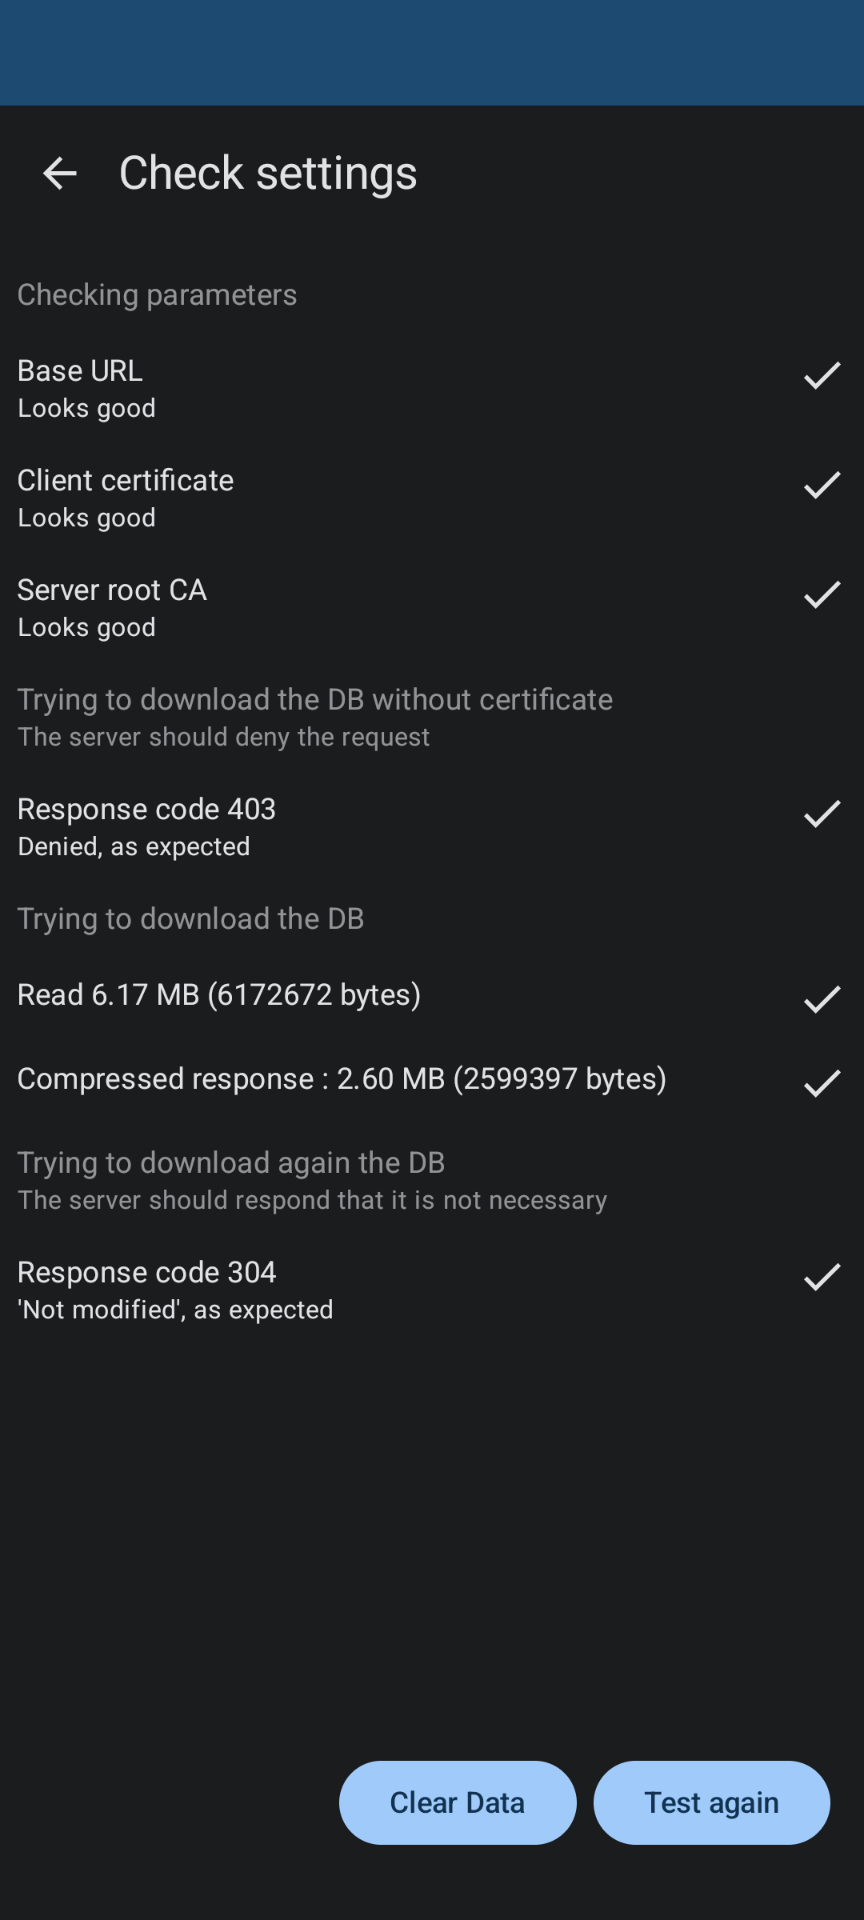 Check settings
Checking parameters
Base URL
Looks good
Client certificate
Looks good
Server root CA
Looks good
Trying to download the DB without certificate
The server should deny the request
Response code 403
Denied, as expected
Trying to download the DB
Read 6.17 MB (6172672 bytes)
Compressed response : 2.60 MB (2599397 bytes)
Trying to download again the DB
The server should respond that it is not necessary
Response code 304
'Not modified', as expected
Clear Data
Test again